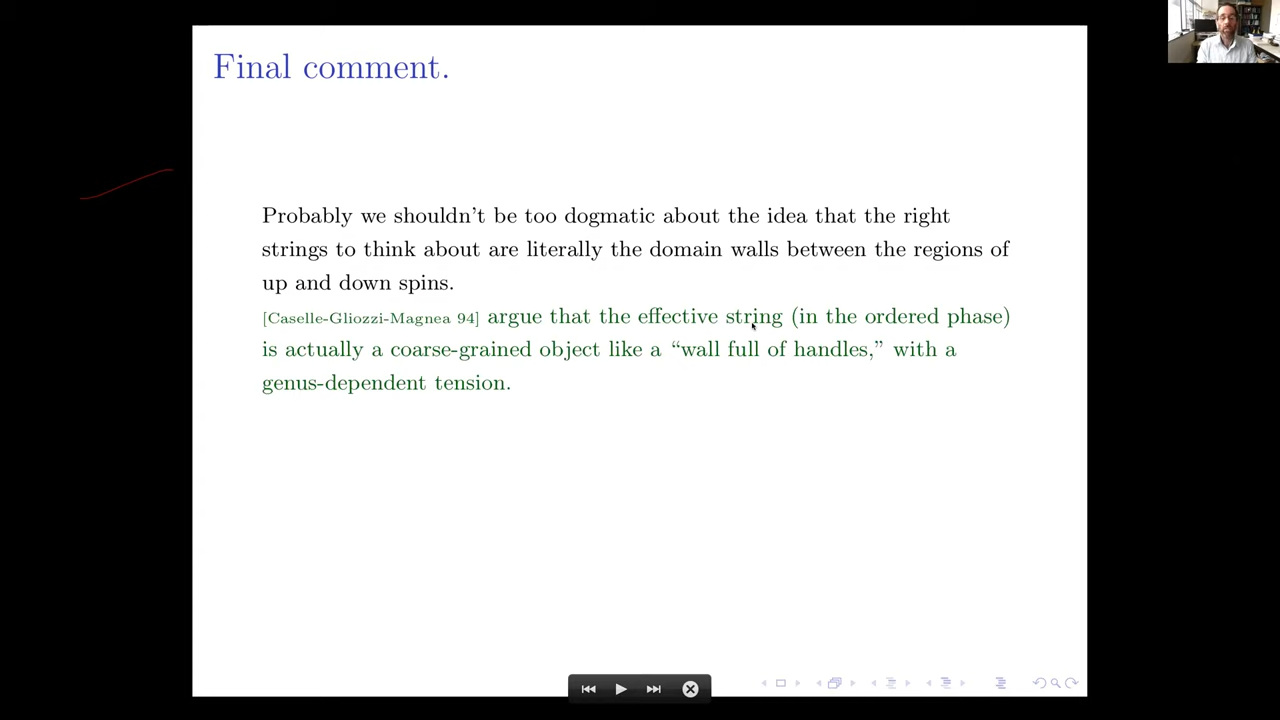 Final comment.
Probably we shouldn't be too dogmatic about the idea that the right
strings to think about are literally the domain walls between the regions of
up and down spins.
[Caselle-Gliozzi-Magnea 94] argue that the effective string (in the ordered phase)
is actually a coarse-grained object like a “wall full of handles,” with a
genus-dependent tension.